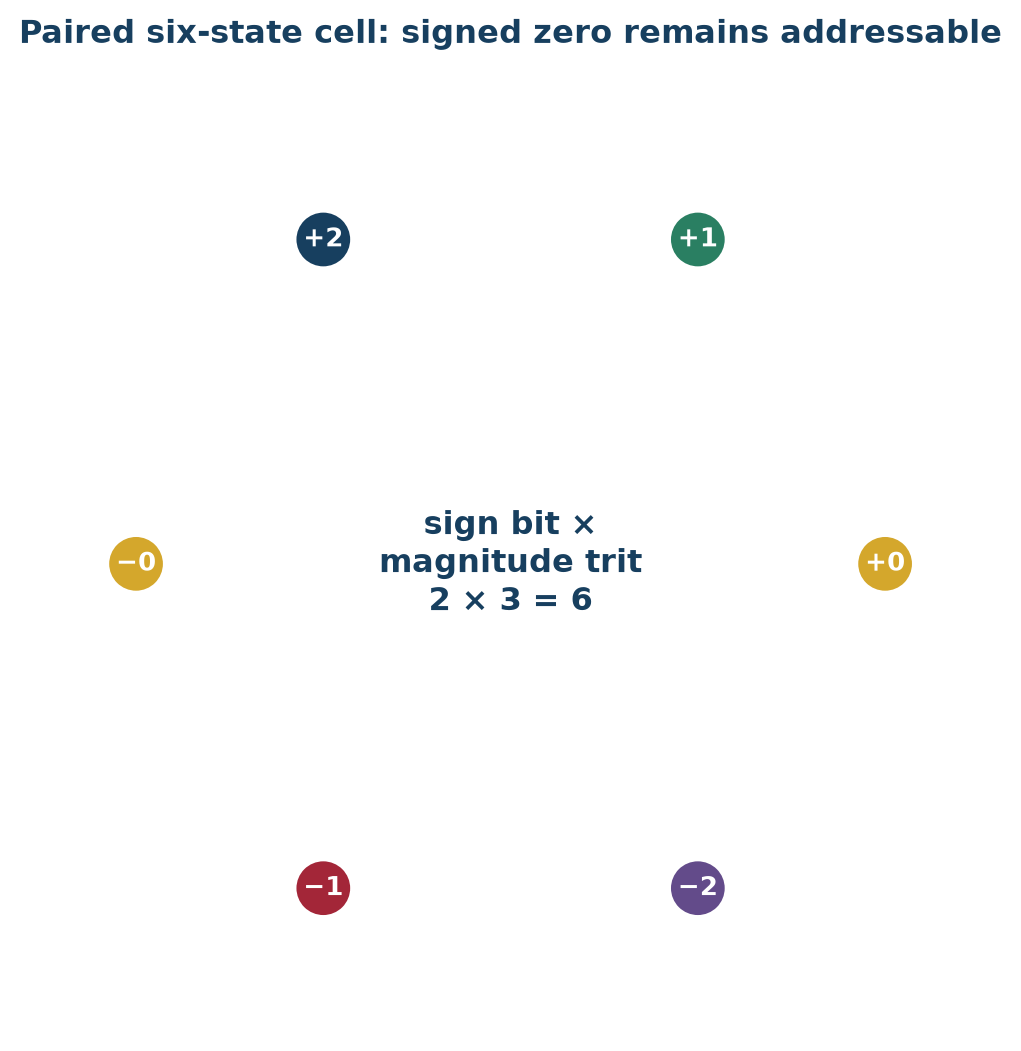 Paired six-state cell: signed zero remains addressable
+2
+1
sign bit ×
−0
magnitude trit
+0
2 × 3 = 6
−1
−2